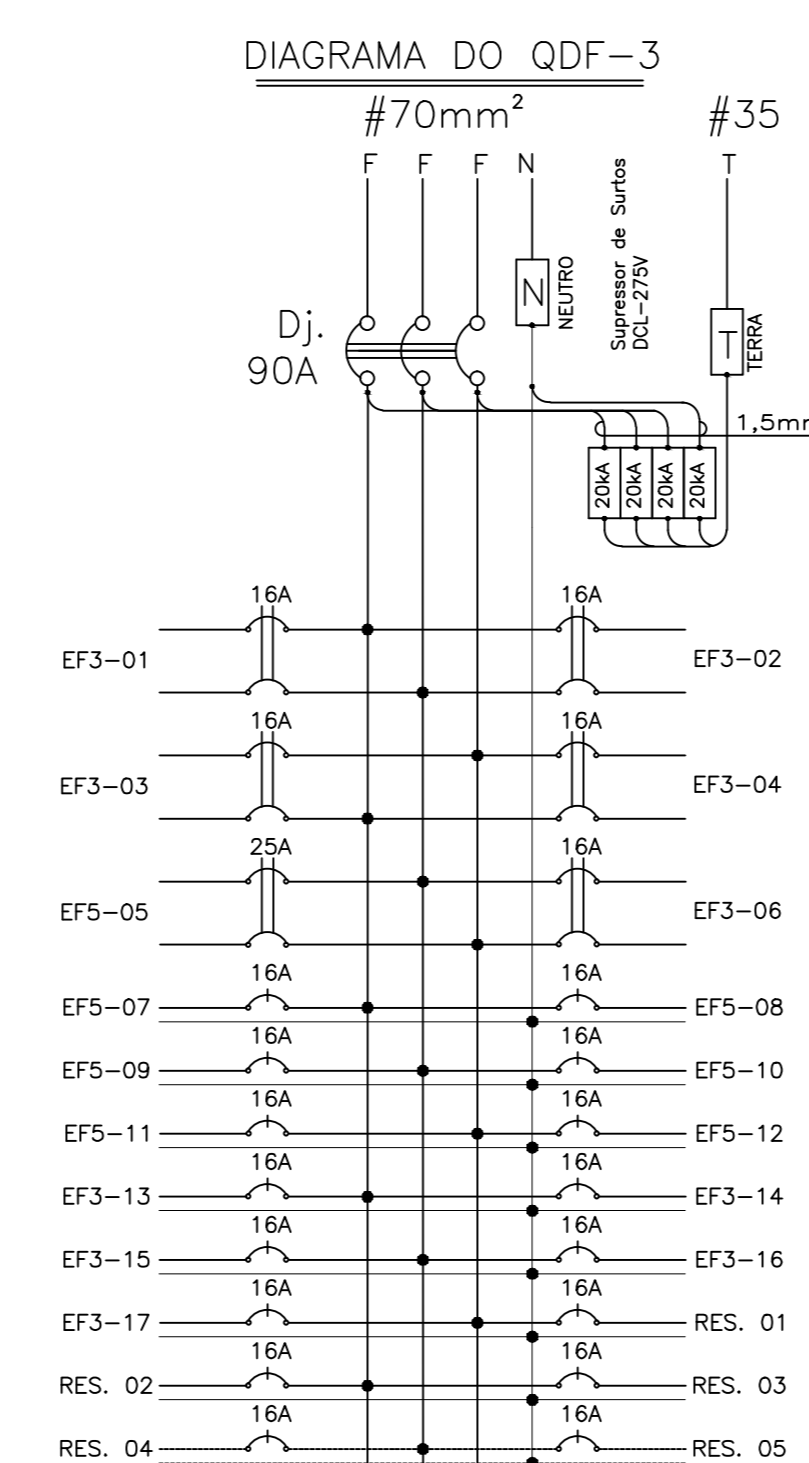 DIAGRAMA DO QDF-3
#70mm² #35
F F F N T
Supressor de Surtos
DCL-275V
N NEUTRO
T TERRA
Dj.
90A
20kA 20kA 20kA 20kA
16A 16A
EF3-01 EF3-02
16A 16A
EF3-03 EF3-04
25A 16A
EF5-05 EF3-06
16A 16A
EF5-07 EF5-08
16A 16A
EF5-09 EF5-10
16A 16A
EF5-11 EF5-12
16A 16A
EF3-13 EF3-14
16A 16A
EF3-15 EF3-16
16A 16A
EF3-17 RES. 01
16A 16A
RES. 02 RES. 03
16A 16A
RES. 04 RES. 05